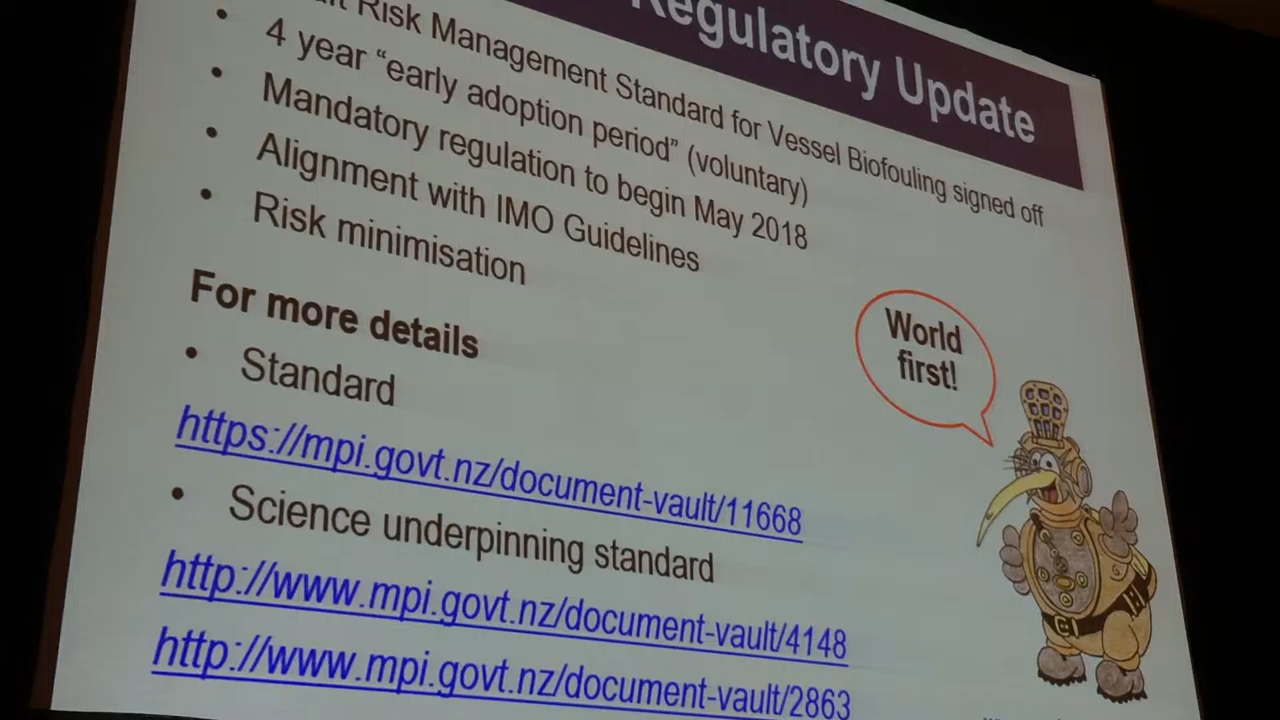 Regulatory Update
Risk Management Standard for Vessel Biofouling signed off
• 4 year “early adoption period” (voluntary)
• Mandatory regulation to begin May 2018
• Alignment with IMO Guidelines
• Risk minimisation
For more details
• Standard
https://mpi.govt.nz/document-vault/11668
• Science underpinning standard
http://www.mpi.govt.nz/document-vault/4148
http://www.mpi.govt.nz/document-vault/2863
World
first!